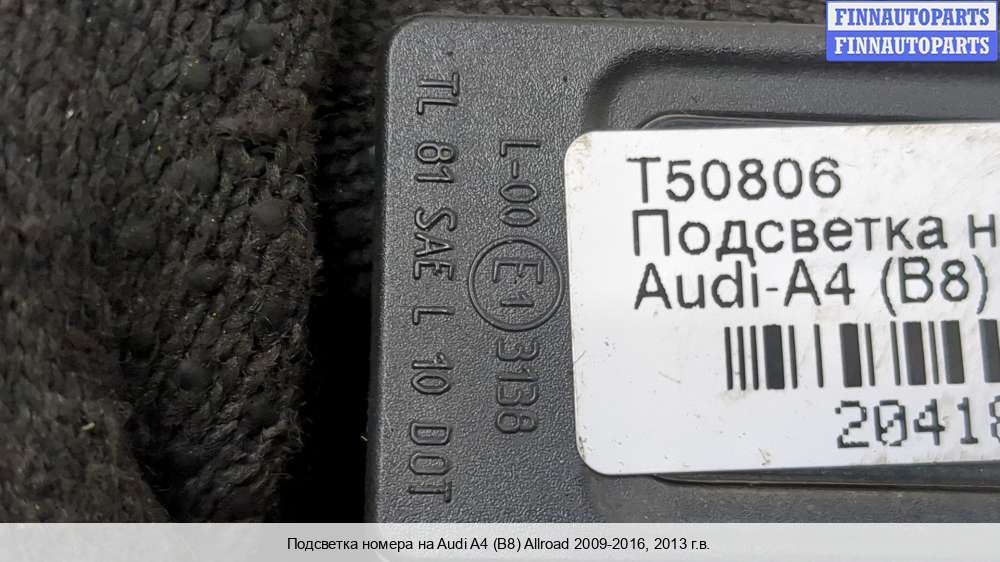 FINNAUTOPARTS
FINNAUTOPARTS
TL 81 SAE L 10 DOT
L-00 E1 3138
T50806
Подсветка н
Audi-A4 (B8)
20418
Подсветка номера на Audi A4 (B8) Allroad 2009-2016, 2013 г.в.